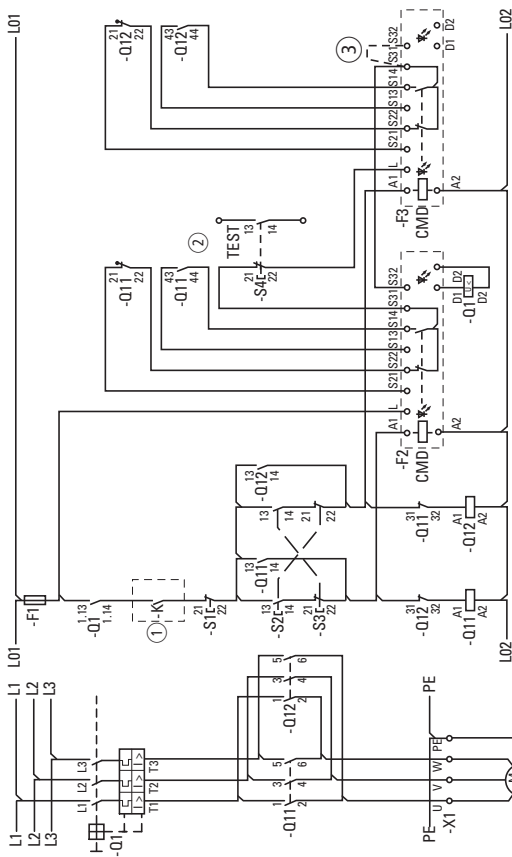 L1
L2
L3
L1
L2
L3
-Q1
L1
L2
L3
I>
I>
I>
T1
T2
T3
-Q11
1
3
5
2
4
6
-Q12
1
3
5
2
4
6
PE
PE
-X1
U
V
W
PE
M
L01
L01
-F1
-Q1
1.13
1.14
1
-K
-S1
21
22
-S2
13
14
-Q11
13
14
13
14
-Q12
13
14
-S3
21
22
21
22
-Q12
31
32
-Q11
31
32
-Q11
A1
A2
-Q12
A1
A2
L02
L02
-Q11
21
22
-Q11
43
44
2
TEST
13
14
-S4
21
22
-F2
CMD
A1
L
S21
S22
S13
S14
S31
S32
A2
D1
D2
-Q1
U<
D1
D2
-Q12
21
22
-Q12
43
44
3
-F3
CMD
A1
L
S21
S22
S13
S14
S31
S32
A2
D1
D2